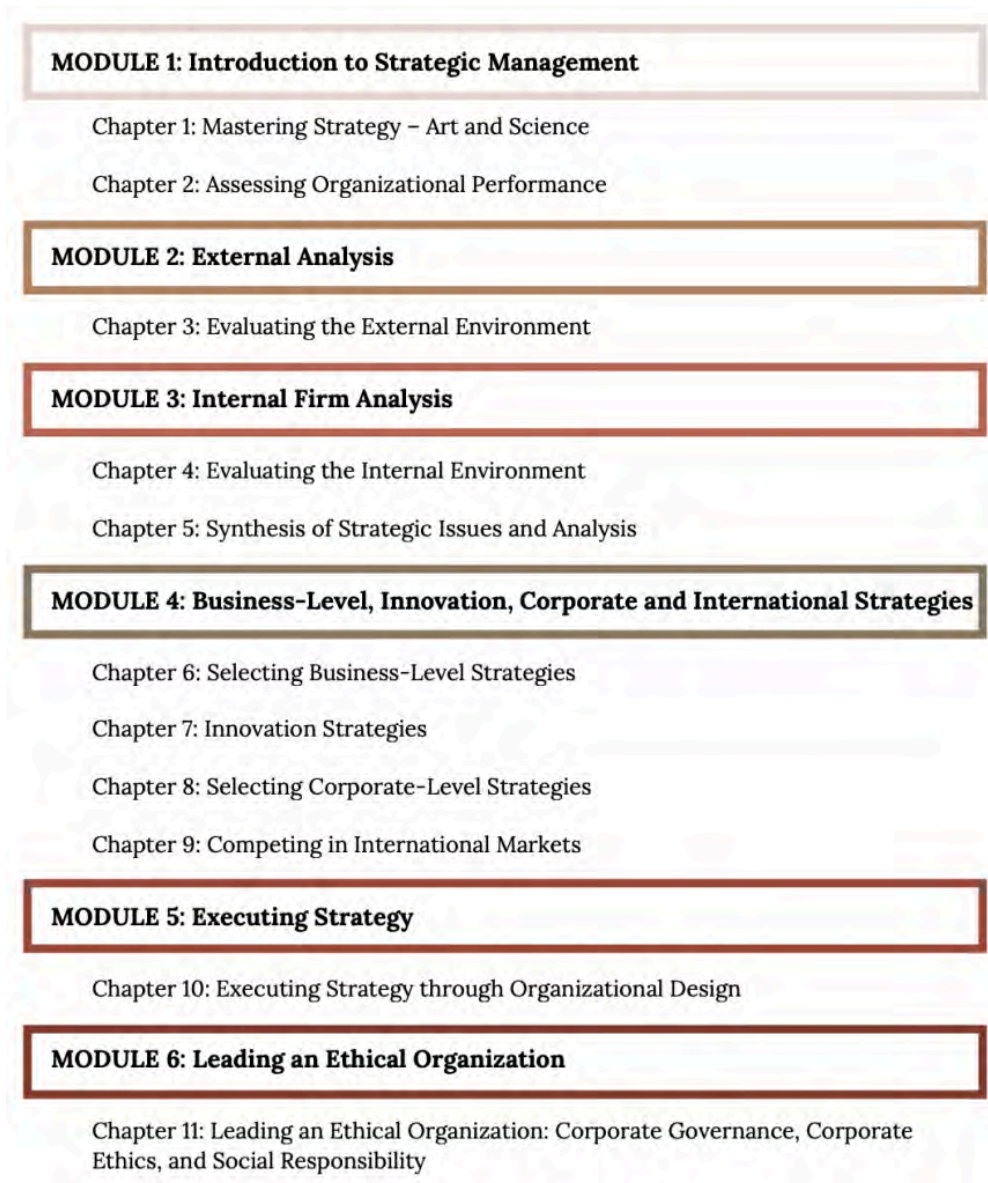 MODULE 1: Introduction to Strategic Management
Chapter 1: Mastering Strategy – Art and Science
Chapter 2: Assessing Organizational Performance
MODULE 2: External Analysis
Chapter 3: Evaluating the External Environment
MODULE 3: Internal Firm Analysis
Chapter 4: Evaluating the Internal Environment
Chapter 5: Synthesis of Strategic Issues and Analysis
MODULE 4: Business-Level, Innovation, Corporate and International Strategies
Chapter 6: Selecting Business-Level Strategies
Chapter 7: Innovation Strategies
Chapter 8: Selecting Corporate-Level Strategies
Chapter 9: Competing in International Markets
MODULE 5: Executing Strategy
Chapter 10: Executing Strategy through Organizational Design
MODULE 6: Leading an Ethical Organization
Chapter 11: Leading an Ethical Organization: Corporate Governance, Corporate
Ethics, and Social Responsibility